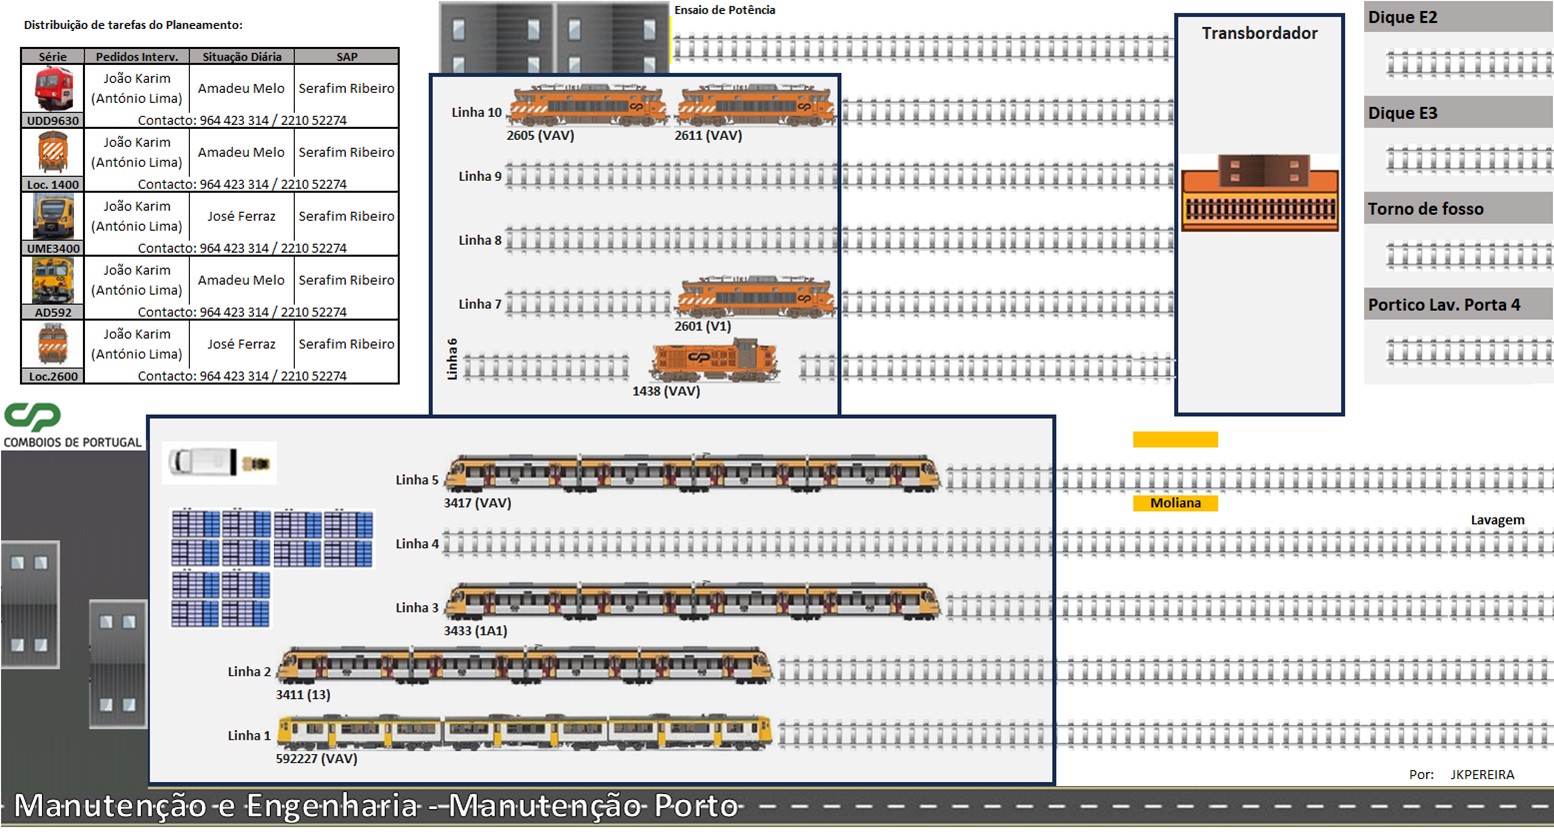 Distribuição de tarefas do Planeamento:
Série Pedidos Interv. Situação Diária SAP
João Karim
(António Lima) Amadeu Melo Serafim Ribeiro
UDD9630 Contacto: 964 423 314 / 2210 52274
João Karim
(António Lima) Amadeu Melo Serafim Ribeiro
Loc. 1400 Contacto: 964 423 314 / 2210 52274
João Karim
(António Lima) José Ferraz Serafim Ribeiro
UME3400 Contacto: 964 423 314 / 2210 52274
João Karim
(António Lima) Amadeu Melo Serafim Ribeiro
AD592 Contacto: 964 423 314 / 2210 52274
João Karim
(António Lima) José Ferraz Serafim Ribeiro
Loc.2600 Contacto: 964 423 314 / 2210 52274
CP
COMBOIOS DE PORTUGAL
Ensaio de Potência
Linha 10
2605 (VAV) 2611 (VAV)
Linha 9
Linha 8
Linha 7
2601 (V1)
Linha 6
1438 (VAV)
Transbordador
Dique E2
Dique E3
Torno de fosso
Portico Lav. Porta 4
Linha 5
3417 (VAV)
Moliana
Lavagem
Linha 4
Linha 3
3433 (1A1)
Linha 2
3411 (13)
Linha 1
592227 (VAV)
Por: JKPEREIRA
Manutenção e Engenharia - Manutenção Porto